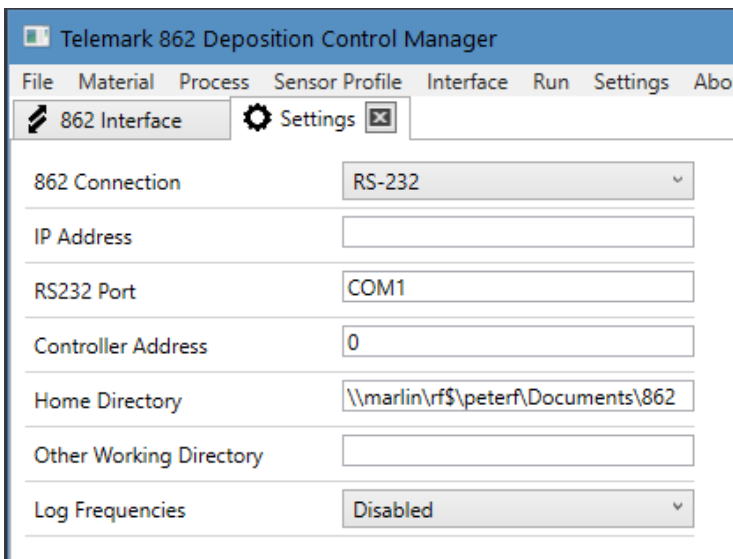 Telemark 862 Deposition Control Manager
File Material Process Sensor Profile Interface Run Settings Abo
862 Interface Settings
862 Connection RS-232
IP Address
RS232 Port COM1
Controller Address 0
Home Directory \\marlin\rf$\peterf\Documents\862
Other Working Directory
Log Frequencies Disabled